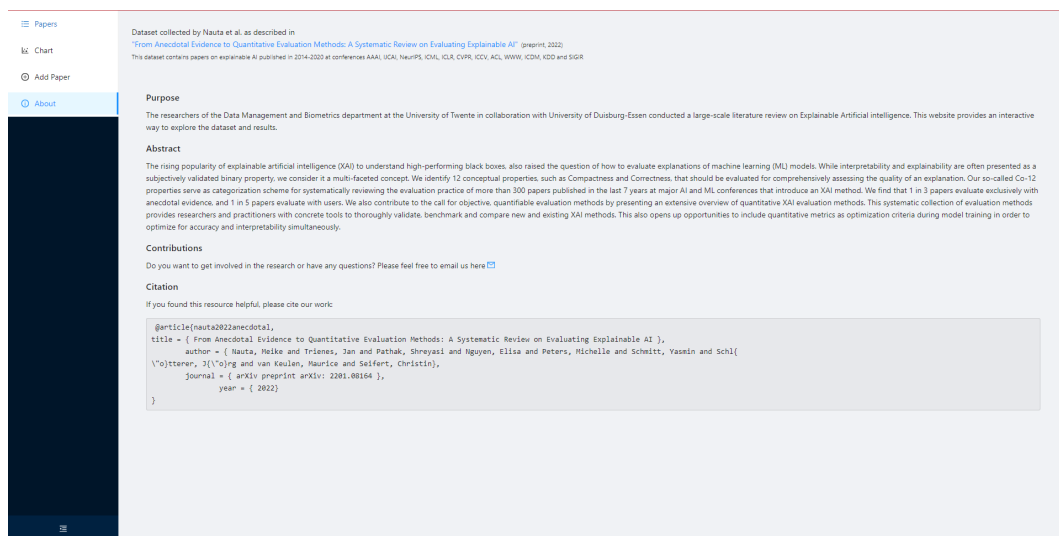 Papers
Chart
Add Paper
About
Dataset collected by Nauta et al. as described in
"From Anecdotal Evidence to Quantitative Evaluation Methods: A Systematic Review on Evaluating Explainable AI" (preprint, 2022)
This dataset contains papers on explainable AI published in 2014-2020 at conferences AAAI, IJCAI, NeurIPS, ICML, ICLR, CVPR, ICCV, ACL, WWW, ICDM, KDD and SIGIR
Purpose
The researchers of the Data Management and Biometrics department at the University of Twente in collaboration with University of Duisburg-Essen conducted a large-scale literature review on Explainable Artificial intelligence. This website provides an interactive
way to explore the dataset and results.
Abstract
The rising popularity of explainable artificial intelligence (XAI) to understand high-performing black boxes, also raised the question of how to evaluate explanations of machine learning (ML) models. While interpretability and explainability are often presented as a
subjectively validated binary property, we consider it a multi-faceted concept. We identify 12 conceptual properties, such as Compactness and Correctness, that should be evaluated for comprehensively assessing the quality of an explanation. Our so-called Co-12
properties serve as categorization scheme for systematically reviewing the evaluation practice of more than 300 papers published in the last 7 years at major AI and ML conferences that introduce an XAI method. We find that 1 in 3 papers evaluate exclusively with
anecdotal evidence, and 1 in 5 papers evaluate with users. We also contribute to the call for objective, quantifiable evaluation methods by presenting an extensive overview of quantitative XAI evaluation methods. This systematic collection of evaluation methods
provides researchers and practitioners with concrete tools to thoroughly validate, benchmark and compare new and existing XAI methods. This also opens up opportunities to include quantitative metrics as optimization criteria during model training in order to
optimize for accuracy and interpretability simultaneously.
Contributions
Do you want to get involved in the research or have any questions? Please feel free to email us here
Citation
If you found this resource helpful, please cite our work:
@article{nauta2022anecdotal,
title = { From Anecdotal Evidence to Quantitative Evaluation Methods: A Systematic Review on Evaluating Explainable AI },
author = { Nauta, Meike and Trienes, Jan and Pathak, Shreyasi and Nguyen, Elisa and Peters, Michelle and Schmitt, Yasmin and Schl{
\"o}tterer, J{\"o}rg and van Keulen, Maurice and Seifert, Christin},
journal = { arXiv preprint arXiv: 2201.08164 },
year = { 2022}
}